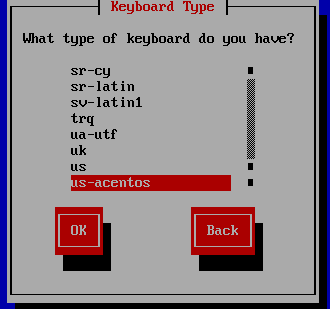 Keyboard Type
What type of keyboard do you have?
sr-cy
sr-latin
sv-latin1
trq
ua-utf
uk
us
us-acentos
OK
Back